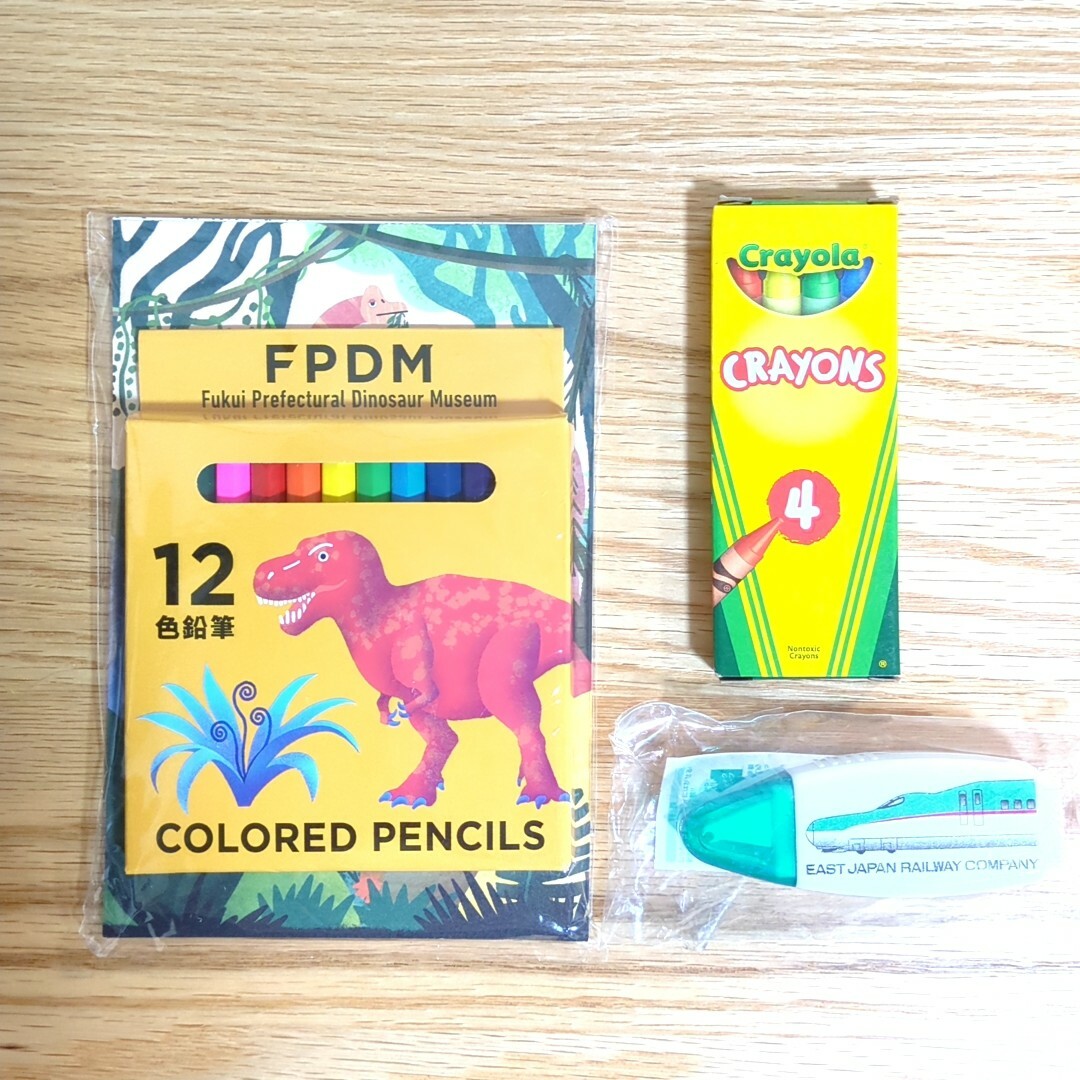 FPDM
Fukui Prefectural Dinosaur Museum
12
色鉛筆
COLORED PENCILS
Crayola
CRAYONS
4
Nontoxic
Crayons
®
EAST JAPAN RAILWAY COMPANY